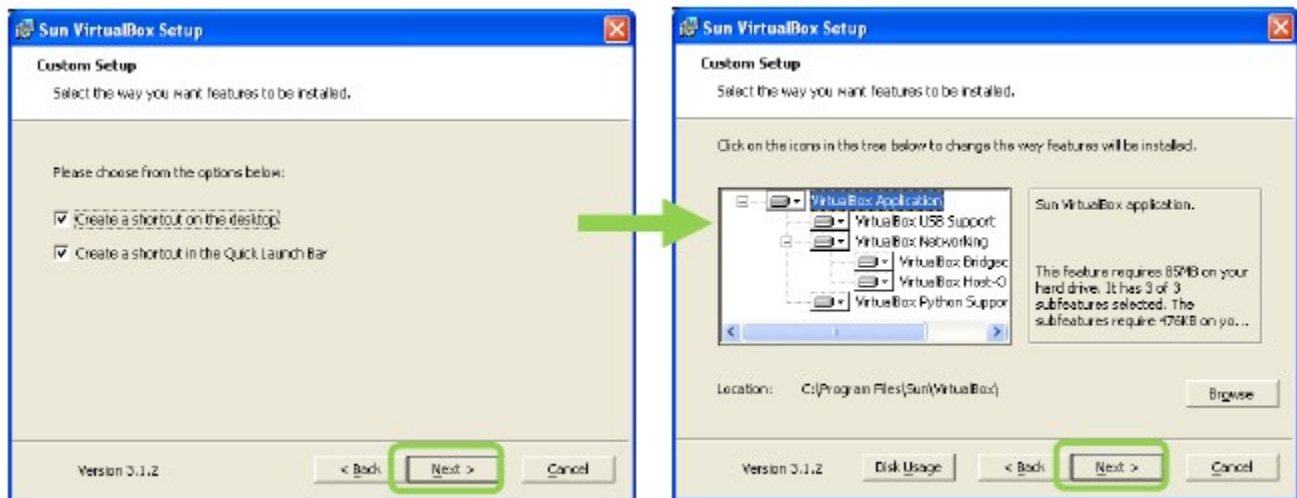 Sun VirtualBox Setup
Custom Setup
Select the way you want features to be installed.
Please choose from the options below:
Create a shortcut on the desktop
Create a shortcut in the Quick Launch Bar
Version 3.1.2
< Back
Next >
Cancel
Sun VirtualBox Setup
Custom Setup
Select the way you want features to be installed.
Click on the icons in the tree below to change the way features will be installed.
VirtualBox Application
VirtualBox USB Support
VirtualBox Networking
VirtualBox Bridgec
VirtualBox Host-O
VirtualBox Python Suppor
Sun VirtualBox application.
This feature requires 85MB on your
hard drive. It has 3 of 3
subfeatures selected. The
subfeatures require 476KB on yo...
Location: C:\Program Files\Sun\VirtualBox\
Browse
Version 3.1.2
Disk Usage
< Back
Next >
Cancel